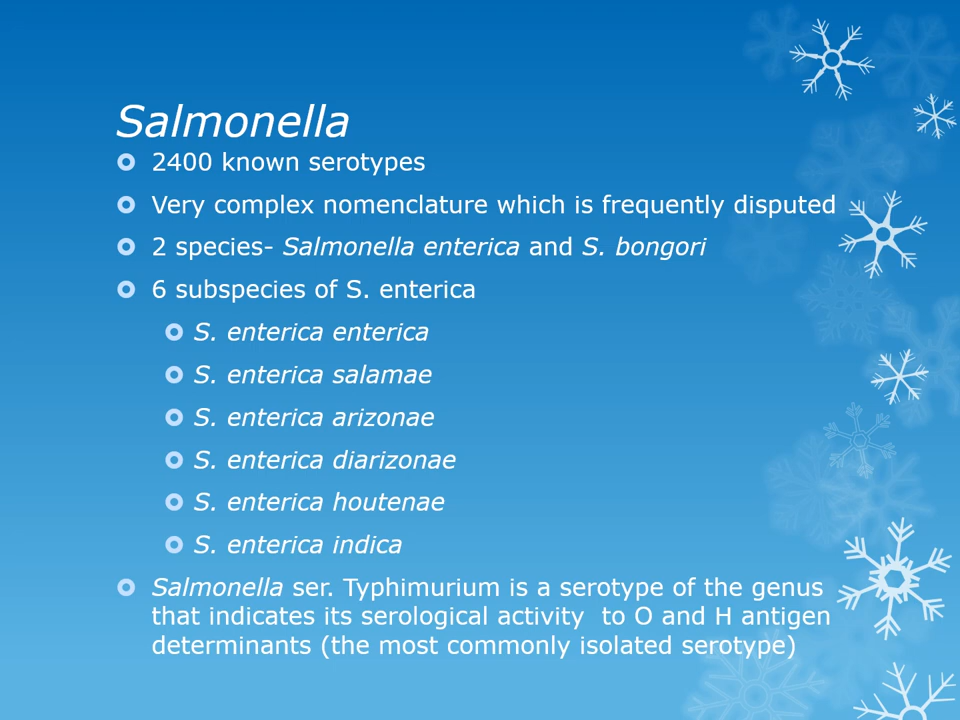 Salmonella
2400 known serotypes
Very complex nomenclature which is frequently disputed
2 species- Salmonella enterica and S. bongori
6 subspecies of S. enterica
S. enterica enterica
S. enterica salamae
S. enterica arizonae
S. enterica diarizonae
S. enterica houtenae
S. enterica indica
Salmonella ser. Typhimurium is a serotype of the genus
that indicates its serological activity  to O and H antigen
determinants (the most commonly isolated serotype)